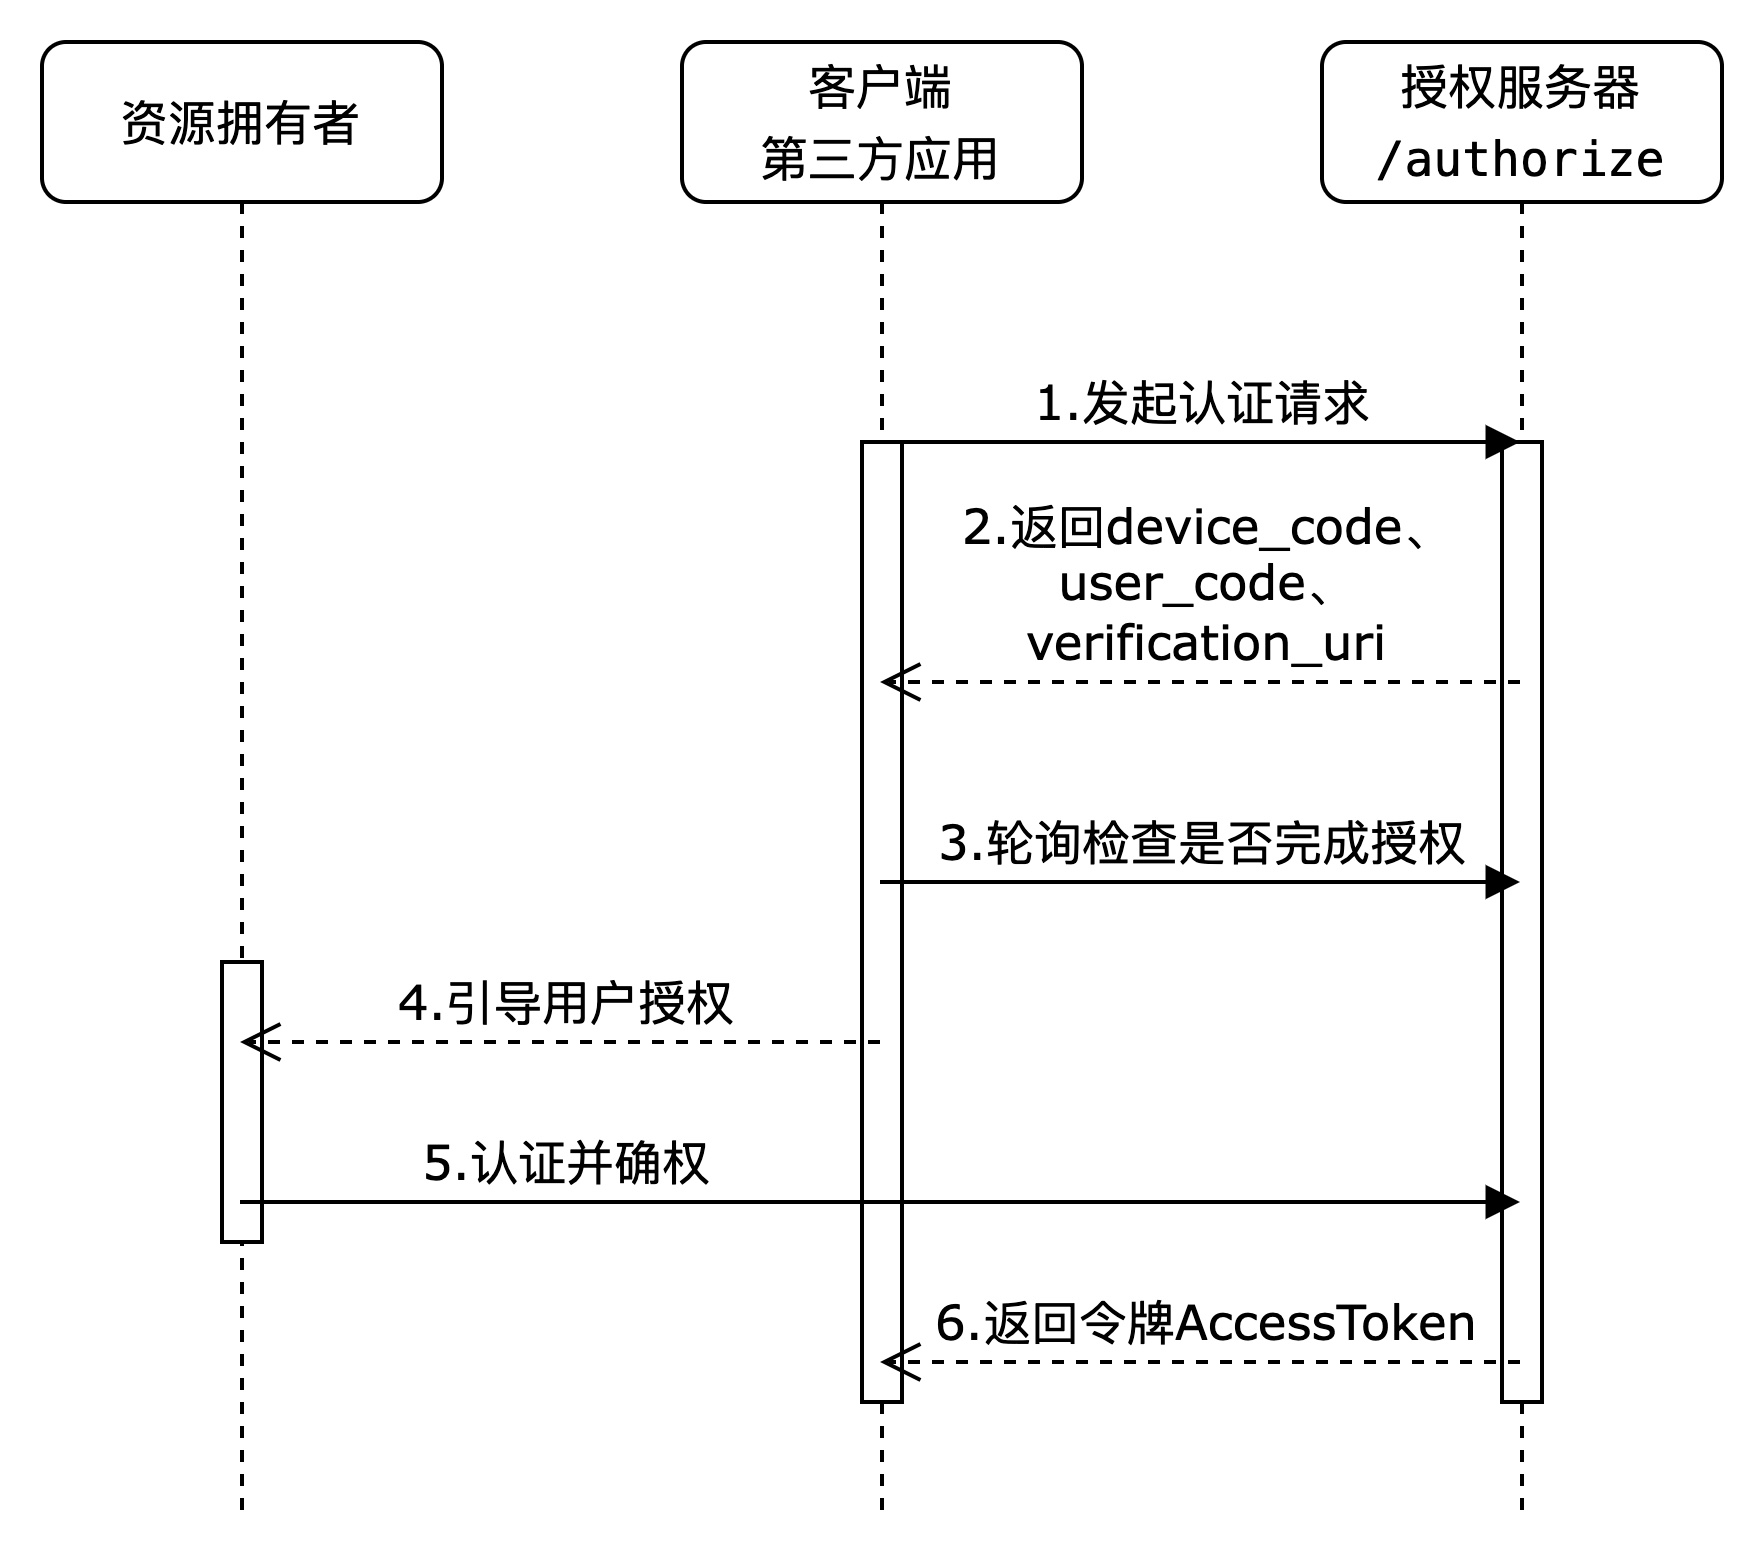 资源拥有者
客户端
第三方应用
授权服务器
/authorize
1.发起认证请求
2.返回device_code、
user_code、
verification_uri
3.轮询检查是否完成授权
4.引导用户授权
5.认证并确权
6.返回令牌AccessToken